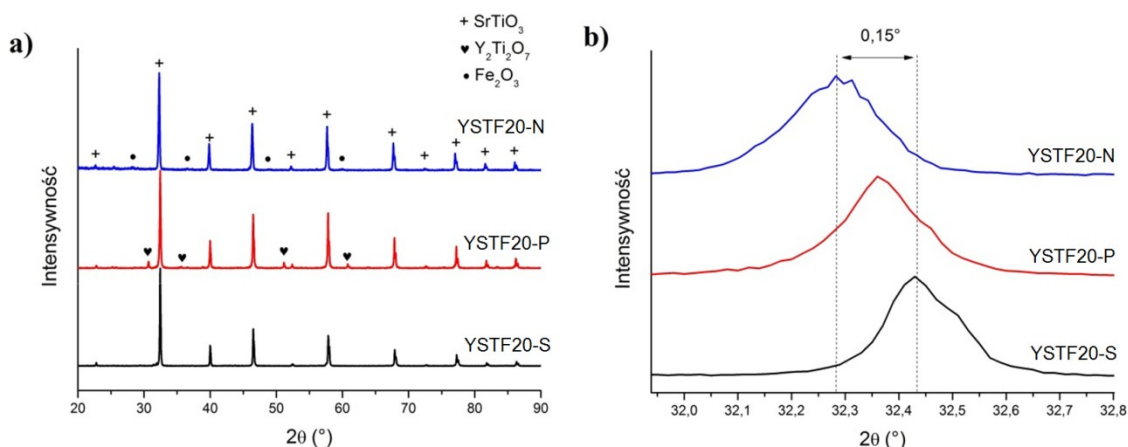 a)
+ SrTiO₃
♥ Y₂Ti₂O₇
• Fe₂O₃
YSTF20-N
YSTF20-P
YSTF20-S
Intensywność
20 30 40 50 60 70 80 90
2θ (°)
b)
0,15°
YSTF20-N
YSTF20-P
YSTF20-S
Intensywność
32,0 32,1 32,2 32,3 32,4 32,5 32,6 32,7 32,8
2θ (°)